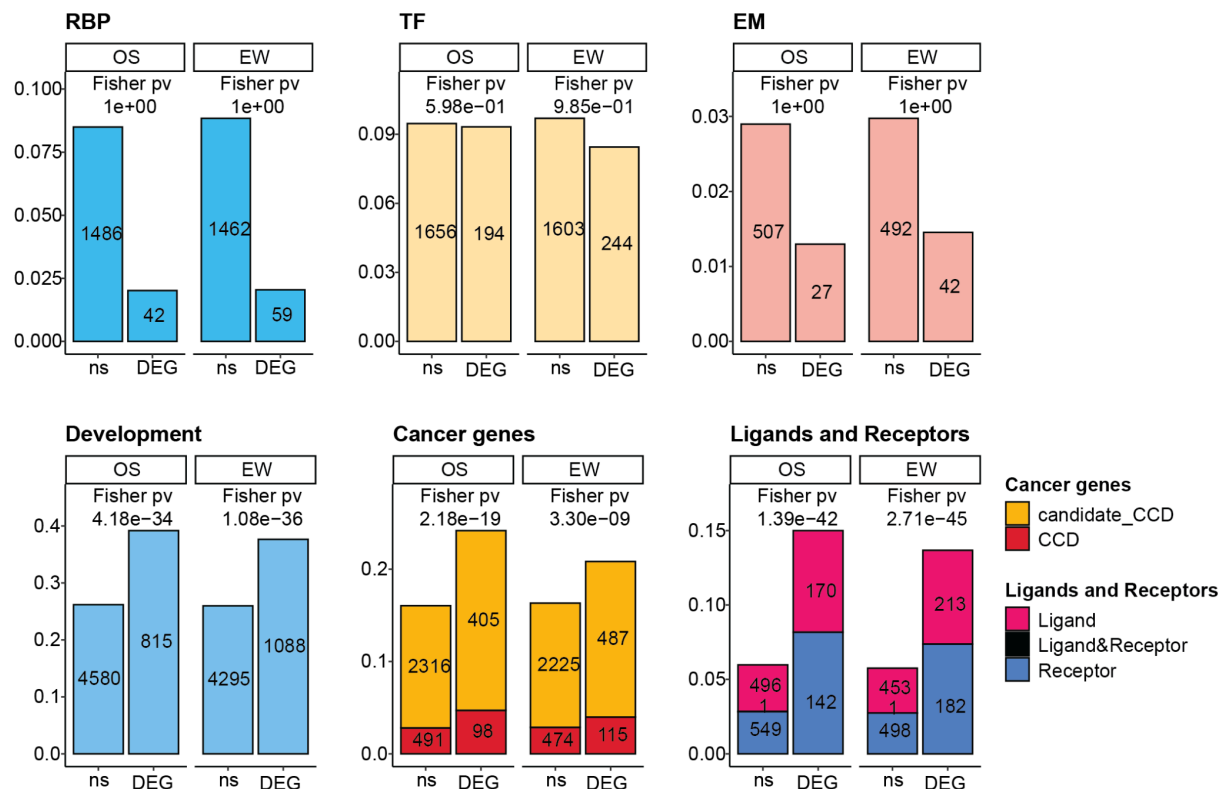 RBP
OS
EW
Fisher pv
1e+00
Fisher pv
1e+00
0.100
0.075
0.050
0.025
0.000
1486
42
1462
59
ns
DEG
ns
DEG
TF
OS
EW
Fisher pv
5.98e−01
Fisher pv
9.85e−01
0.09
0.06
0.03
0.00
1656
194
1603
244
ns
DEG
ns
DEG
EM
OS
EW
Fisher pv
1e+00
Fisher pv
1e+00
0.03
0.02
0.01
0.00
507
27
492
42
ns
DEG
ns
DEG
Development
OS
EW
Fisher pv
4.18e−34
Fisher pv
1.08e−36
0.4
0.3
0.2
0.1
0.0
4580
815
4295
1088
ns
DEG
ns
DEG
Cancer genes
OS
EW
Fisher pv
2.18e−19
Fisher pv
3.30e−09
0.2
0.1
0.0
2316
491
405
98
2225
474
487
115
ns
DEG
ns
DEG
Ligands and Receptors
OS
EW
Fisher pv
1.39e−42
Fisher pv
2.71e−45
0.15
0.10
0.05
0.00
496
1
549
170
142
453
1
498
213
182
ns
DEG
ns
DEG
Cancer genes
candidate_CCD
CCD
Ligands and Receptors
Ligand
Ligand&Receptor
Receptor